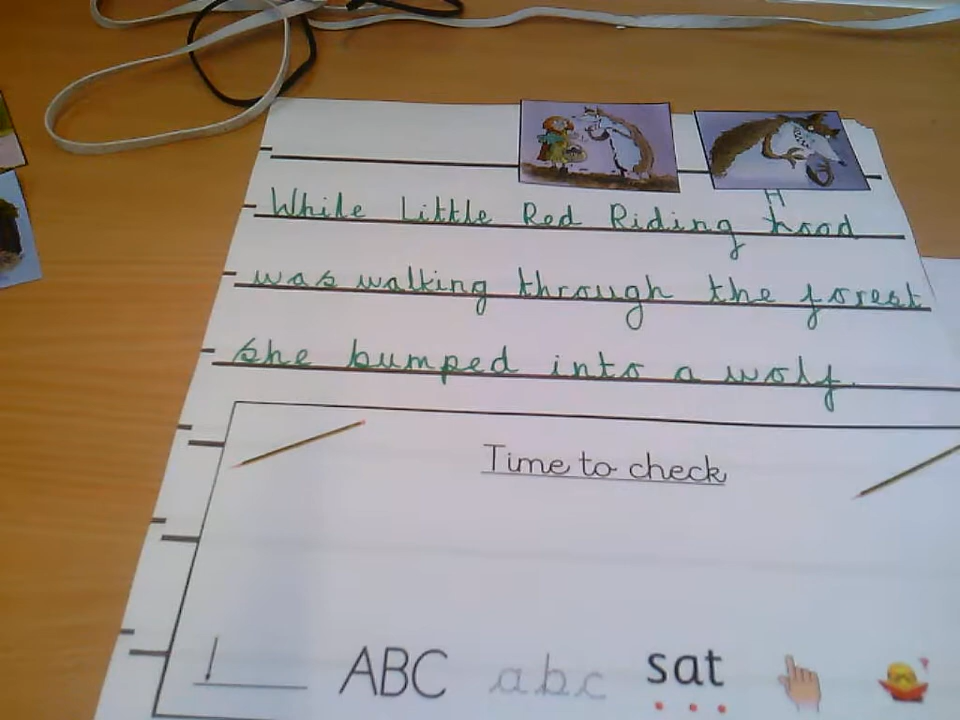 While Little Red Riding Hood
was walking through the forest
she bumped into a wolf.
Time to check
ABC abc sat